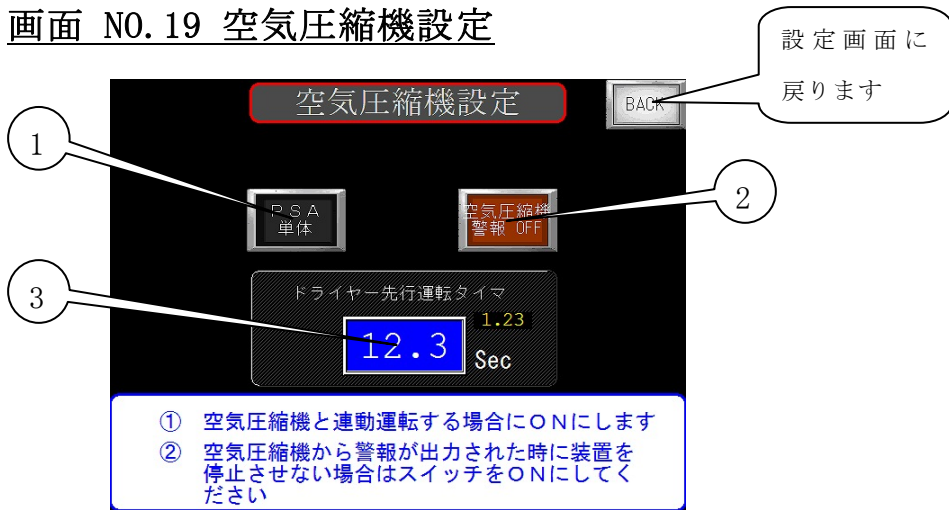 画面 NO.19 空気圧縮機設定
設定画面に
戻ります
空気圧縮機設定
BACK
1
2
PSA
単体
空気圧縮機
警報 OFF
3
ドライヤー先行運転タイマ
1.23
12.3
Sec
① 空気圧縮機と連動運転する場合にＯＮにします
② 空気圧縮機から警報が出力された時に装置を
停止させない場合はスイッチをＯＮにしてく
ださい